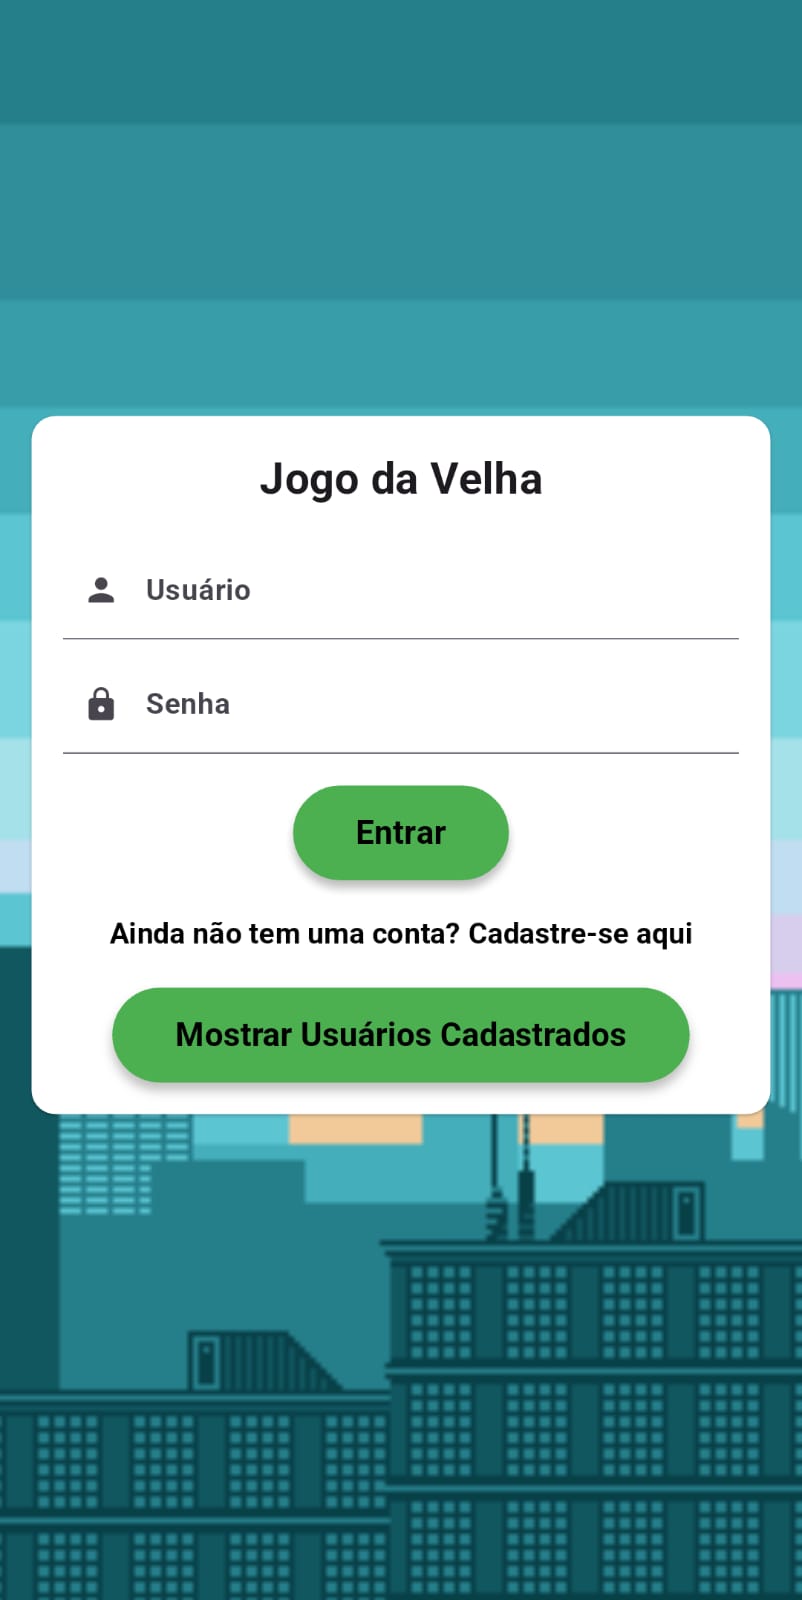 Jogo da Velha
Usuário
Senha
Entrar
Ainda não tem uma conta? Cadastre-se aqui
Mostrar Usuários Cadastrados